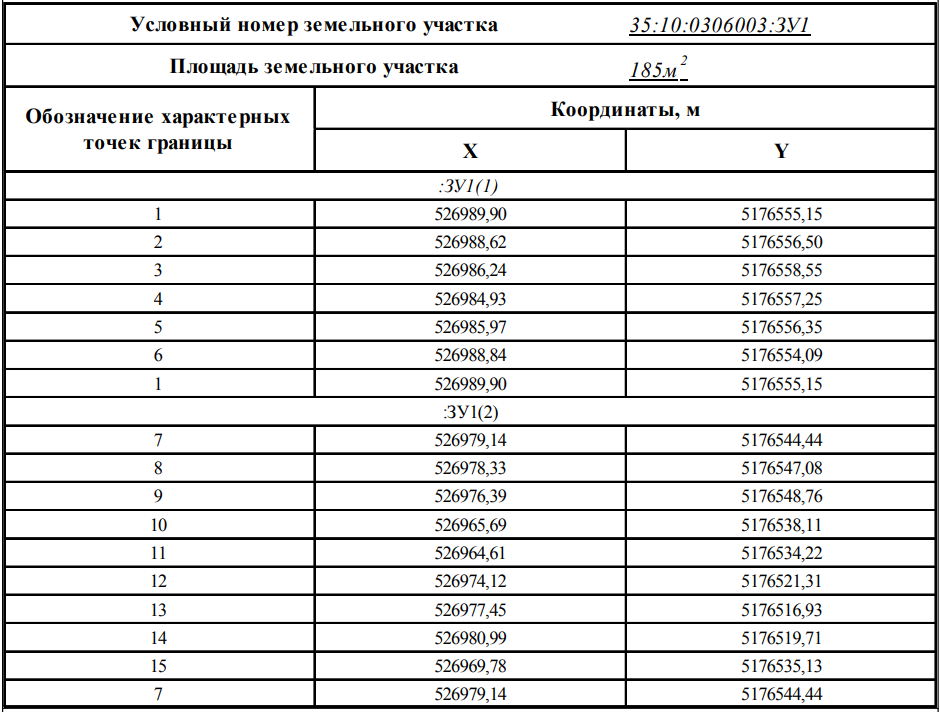 Условный номер земельного участка 35:10:0306003:ЗУ1
Площадь земельного участка 185м²
Обозначение характерных точек границы
Координаты, м
X Y
:ЗУ1(1)
1 526989,90 5176555,15
2 526988,62 5176556,50
3 526986,24 5176558,55
4 526984,93 5176557,25
5 526985,97 5176556,35
6 526988,84 5176554,09
1 526989,90 5176555,15
:ЗУ1(2)
7 526979,14 5176544,44
8 526978,33 5176547,08
9 526976,39 5176548,76
10 526965,69 5176538,11
11 526964,61 5176534,22
12 526974,12 5176521,31
13 526977,45 5176516,93
14 526980,99 5176519,71
15 526969,78 5176535,13
7 526979,14 5176544,44